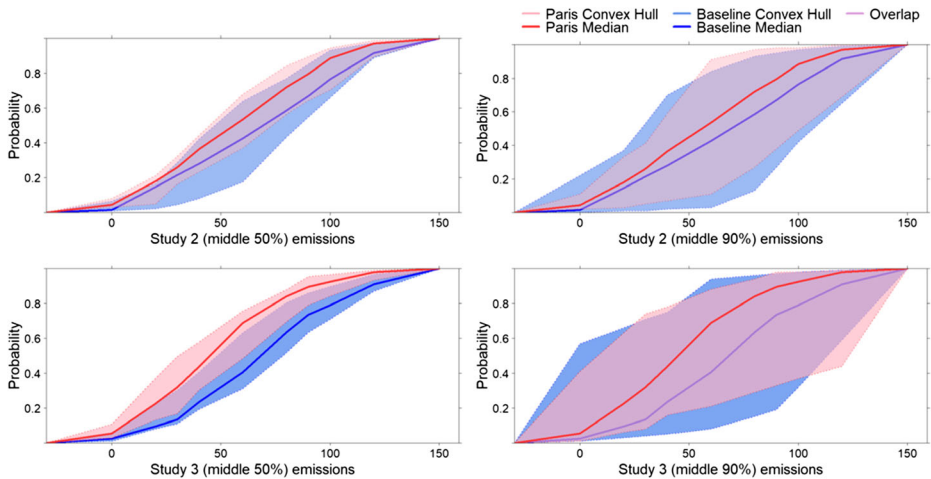 Paris Convex Hull Baseline Convex Hull Overlap
Paris Median Baseline Median
Probability
0.8
0.6
0.4
0.2
0 50 100 150
Study 2 (middle 50%) emissions
Probability
0.8
0.6
0.4
0.2
0 50 100 150
Study 2 (middle 90%) emissions
Probability
0.8
0.6
0.4
0.2
0 50 100 150
Study 3 (middle 50%) emissions
Probability
0.8
0.6
0.4
0.2
0 50 100 150
Study 3 (middle 90%) emissions